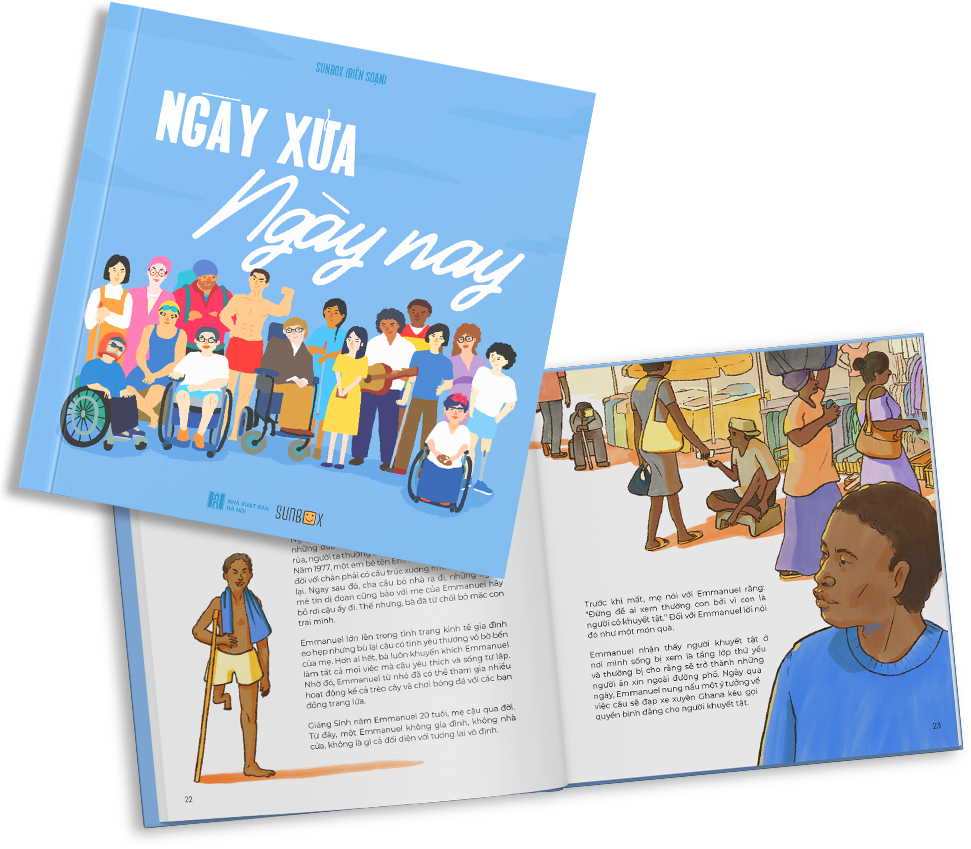 SUNBOX (BIÊN SOẠN)
NGÀY XỬA
Ngày nay
NHÀ XUẤT BẢN
HÀ NỘI
SUNBOX
những
rủa, người ta thường
Năm 1977, một em bé tên
đời với chân phải có cấu trúc xương
lại. Ngay sau đó, cha cậu bỏ nhà ra đi, những
mê tín dị đoan cũng bảo với mẹ của Emmanuel hãy
bỏ rơi cậu ấy đi. Thế nhưng, bà đã từ chối bỏ mặc con
trai mình.
Emmanuel lớn lên trong tình trạng kinh tế gia đình
eo hẹp nhưng bù lại cậu có tình yêu thương vô bờ bến
của mẹ. Hơn ai hết, bà luôn khuyến khích Emmanuel
làm tất cả mọi việc mà cậu yêu thích và sống tự lập.
Nhờ đó, Emmanuel từ nhỏ đã có thể tham gia nhiều
hoạt động kể cả trèo cây và chơi bóng đá với các bạn
đồng trang lứa.
Giáng Sinh năm Emmanuel 20 tuổi, mẹ cậu qua đời.
Từ đây, một Emmanuel không gia đình, không nhà
cửa, không là gì cả đối diện với tương lai vô định.
22
Trước khi mất, mẹ nói với Emmanuel rằng:
"Đừng để ai xem thường con bởi vì con là
người có khuyết tật." Đối với Emmanuel lời nói
đó như một món quà.
Emmanuel nhận thấy người khuyết tật ở
nơi mình sống bị xem là tầng lớp thứ yếu
và thường bị cho rằng sẽ trở thành những
người ăn xin ngoài đường phố. Ngày qua
ngày, Emmanuel nung nấu một ý tưởng về
việc cậu sẽ đạp xe xuyên Ghana kêu gọi
quyền bình đẳng cho người khuyết tật.
23